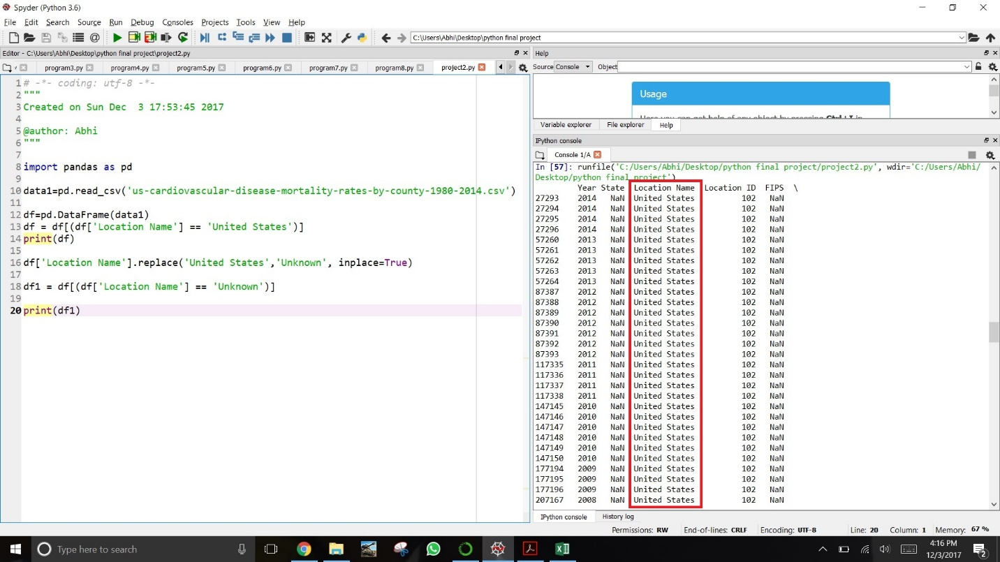 Spyder (Python 3.6)
File Edit Search Source Run Debug Consoles Projects Tools View Help
C:\Users\Abhi\Desktop\python final project
Editor - C:\Users\Abhi\Desktop\python final project\project2.py
program3.py program4.py program5.py program6.py program7.py program8.py project2.py
1 # -*- coding: utf-8 -*-
2 """
3 Created on Sun Dec  3 17:53:45 2017
4
5 @author: Abhi
6 """
7
8 import pandas as pd
9
10 data1=pd.read_csv('us-cardiovascular-disease-mortality-rates-by-county-1980-2014.csv')
11
12 df=pd.DataFrame(data1)
13 df = df[(df['Location Name'] == 'United States')]
14 print(df)
15
16 df['Location Name'].replace('United States','Unknown', inplace=True)
17
18 df1 = df[(df['Location Name'] == 'Unknown')]
19
20 print(df1)
Help
Source Console Object
Usage
Here you can get help of any object by pressing Ctrl+I in
Variable explorer File explorer Help
IPython console
Console 1/A
In [57]: runfile('C:/Users/Abhi/Desktop/python final project/project2.py', wdir='C:/Users/Abhi/
Desktop/python final project')
Year State Location Name Location ID FIPS \
27293 2014 NaN United States 102 NaN
27294 2014 NaN United States 102 NaN
27295 2014 NaN United States 102 NaN
27296 2014 NaN United States 102 NaN
57260 2013 NaN United States 102 NaN
57261 2013 NaN United States 102 NaN
57262 2013 NaN United States 102 NaN
57263 2013 NaN United States 102 NaN
57264 2013 NaN United States 102 NaN
87387 2012 NaN United States 102 NaN
87388 2012 NaN United States 102 NaN
87389 2012 NaN United States 102 NaN
87390 2012 NaN United States 102 NaN
87391 2012 NaN United States 102 NaN
87392 2012 NaN United States 102 NaN
87393 2012 NaN United States 102 NaN
117335 2011 NaN United States 102 NaN
117336 2011 NaN United States 102 NaN
117337 2011 NaN United States 102 NaN
117338 2011 NaN United States 102 NaN
147145 2010 NaN United States 102 NaN
147146 2010 NaN United States 102 NaN
147147 2010 NaN United States 102 NaN
147148 2010 NaN United States 102 NaN
147149 2010 NaN United States 102 NaN
147150 2010 NaN United States 102 NaN
177194 2009 NaN United States 102 NaN
177195 2009 NaN United States 102 NaN
177196 2009 NaN United States 102 NaN
207167 2008 NaN United States 102 NaN
IPython console History log
Permissions: RW End-of-lines: CRLF Encoding: UTF-8 Line: 20 Column: 1 Memory: 67 %
Type here to search
4:16 PM
12/3/2017
2